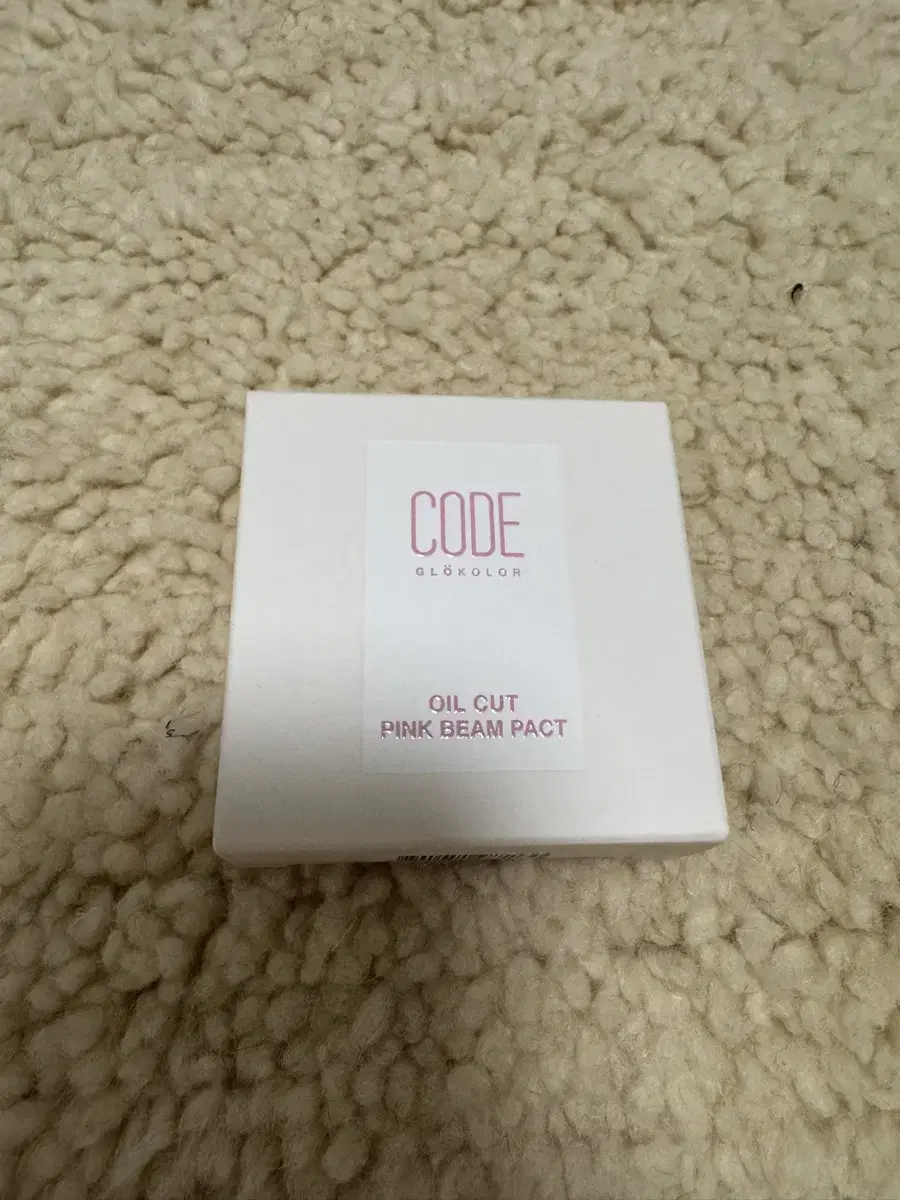 CODE
GLÖKOLOR
OIL CUT
PINK BEAM PACT